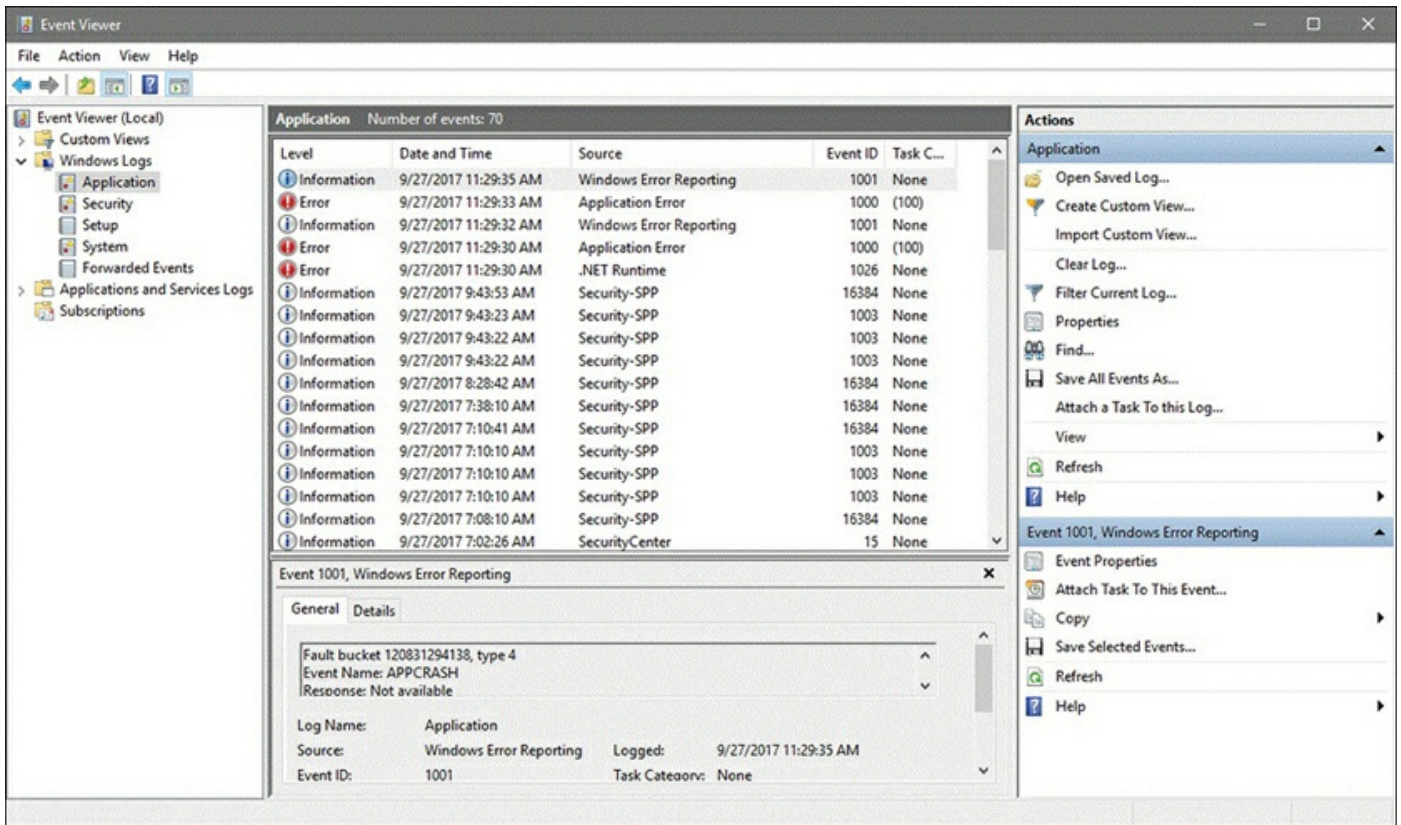 Event Viewer
File Action View Help
Event Viewer (Local)
Custom Views
Windows Logs
Application
Security
Setup
System
Forwarded Events
Applications and Services Logs
Subscriptions
Application Number of events: 70
Level Date and Time Source Event ID Task C...
Information 9/27/2017 11:29:35 AM Windows Error Reporting 1001 None
Error 9/27/2017 11:29:33 AM Application Error 1000 (100)
Information 9/27/2017 11:29:32 AM Windows Error Reporting 1001 None
Error 9/27/2017 11:29:30 AM Application Error 1000 (100)
Error 9/27/2017 11:29:30 AM .NET Runtime 1026 None
Information 9/27/2017 9:43:53 AM Security-SPP 16384 None
Information 9/27/2017 9:43:23 AM Security-SPP 1003 None
Information 9/27/2017 9:43:22 AM Security-SPP 1003 None
Information 9/27/2017 9:43:22 AM Security-SPP 1003 None
Information 9/27/2017 8:28:42 AM Security-SPP 16384 None
Information 9/27/2017 7:38:10 AM Security-SPP 16384 None
Information 9/27/2017 7:10:41 AM Security-SPP 16384 None
Information 9/27/2017 7:10:10 AM Security-SPP 1003 None
Information 9/27/2017 7:10:10 AM Security-SPP 1003 None
Information 9/27/2017 7:10:10 AM Security-SPP 1003 None
Information 9/27/2017 7:08:10 AM Security-SPP 16384 None
Information 9/27/2017 7:02:26 AM SecurityCenter 15 None
Event 1001, Windows Error Reporting
General Details
Fault bucket 120831294138, type 4
Event Name: APPCRASH
Response: Not available
Log Name: Application
Source: Windows Error Reporting Logged: 9/27/2017 11:29:35 AM
Event ID: 1001 Task Category: None
Actions
Application
Open Saved Log...
Create Custom View...
Import Custom View...
Clear Log...
Filter Current Log...
Properties
Find...
Save All Events As...
Attach a Task To this Log...
View
Refresh
Help
Event 1001, Windows Error Reporting
Event Properties
Attach Task To This Event...
Copy
Save Selected Events...
Refresh
Help